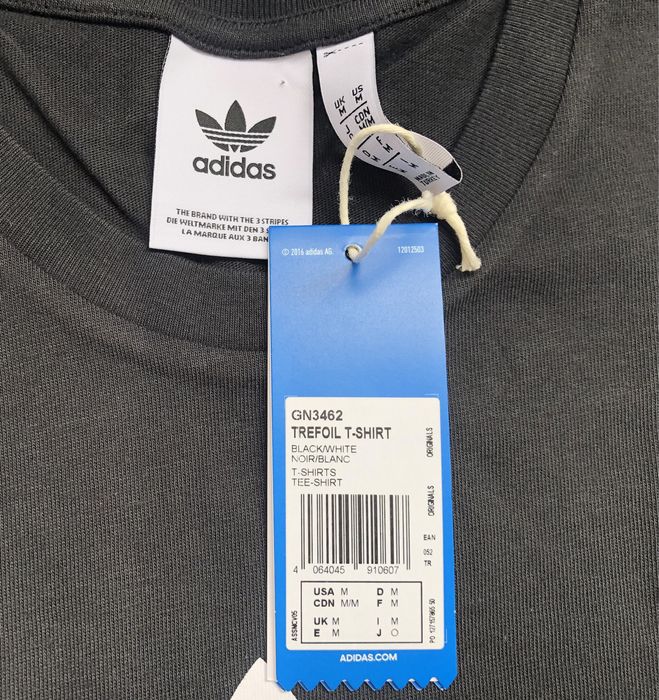 adidas
THE BRAND WITH THE 3 STRIPES
DIE WELTMARKE MIT DEN 3
LA MARQUE AUX 3 BAN
UK US
M M
J CDN
M/M
MADE IN
TURKEY
© 2016 adidas AG. 12012503
GN3462
TREFOIL T-SHIRT
BLACK/WHITE
NOIR/BLANC
T-SHIRTS
TEE-SHIRT
ORIGINALS
ORIGINALS
EAN
052
TR
4 064045 910607
USA M D M
CDN M/M F M
UK M I M
E M J O
ASSMCV05
ADIDAS.COM